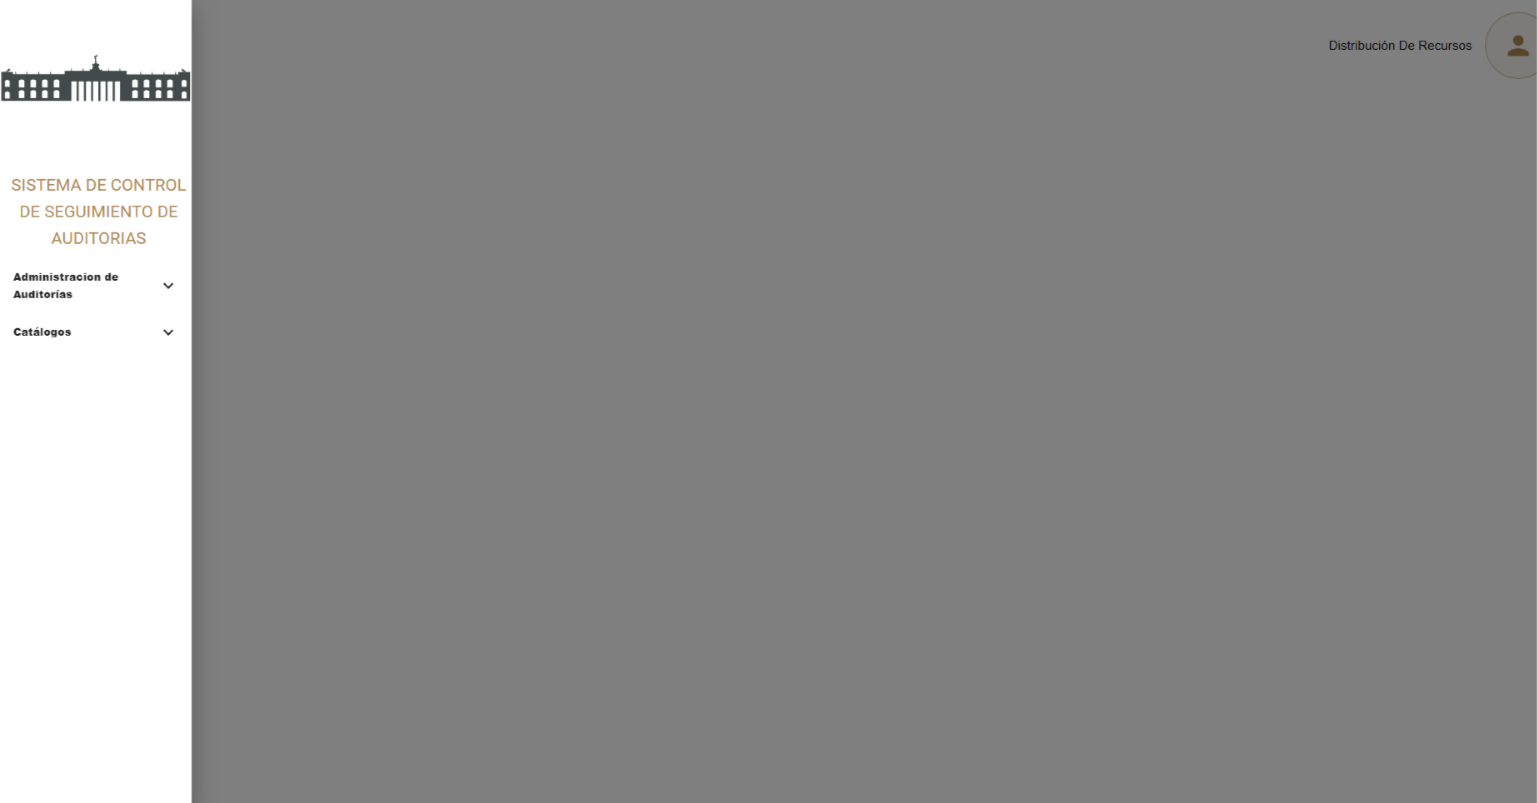 Distribución De Recursos
SISTEMA DE CONTROL
DE SEGUIMIENTO DE
AUDITORIAS
Administracion de
Auditorías
Catálogos